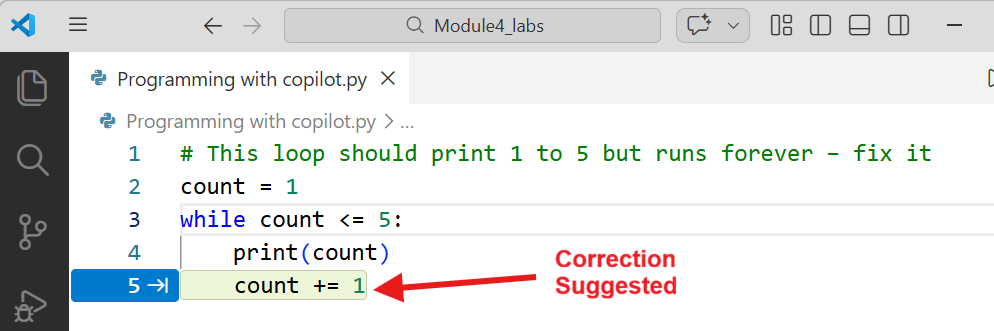 Module4_labs
Programming with copilot.py
Programming with copilot.py > ...
1 # This loop should print 1 to 5 but runs forever – fix it
2 count = 1
3 while count <= 5:
4 print(count)
5 count += 1
Correction
Suggested